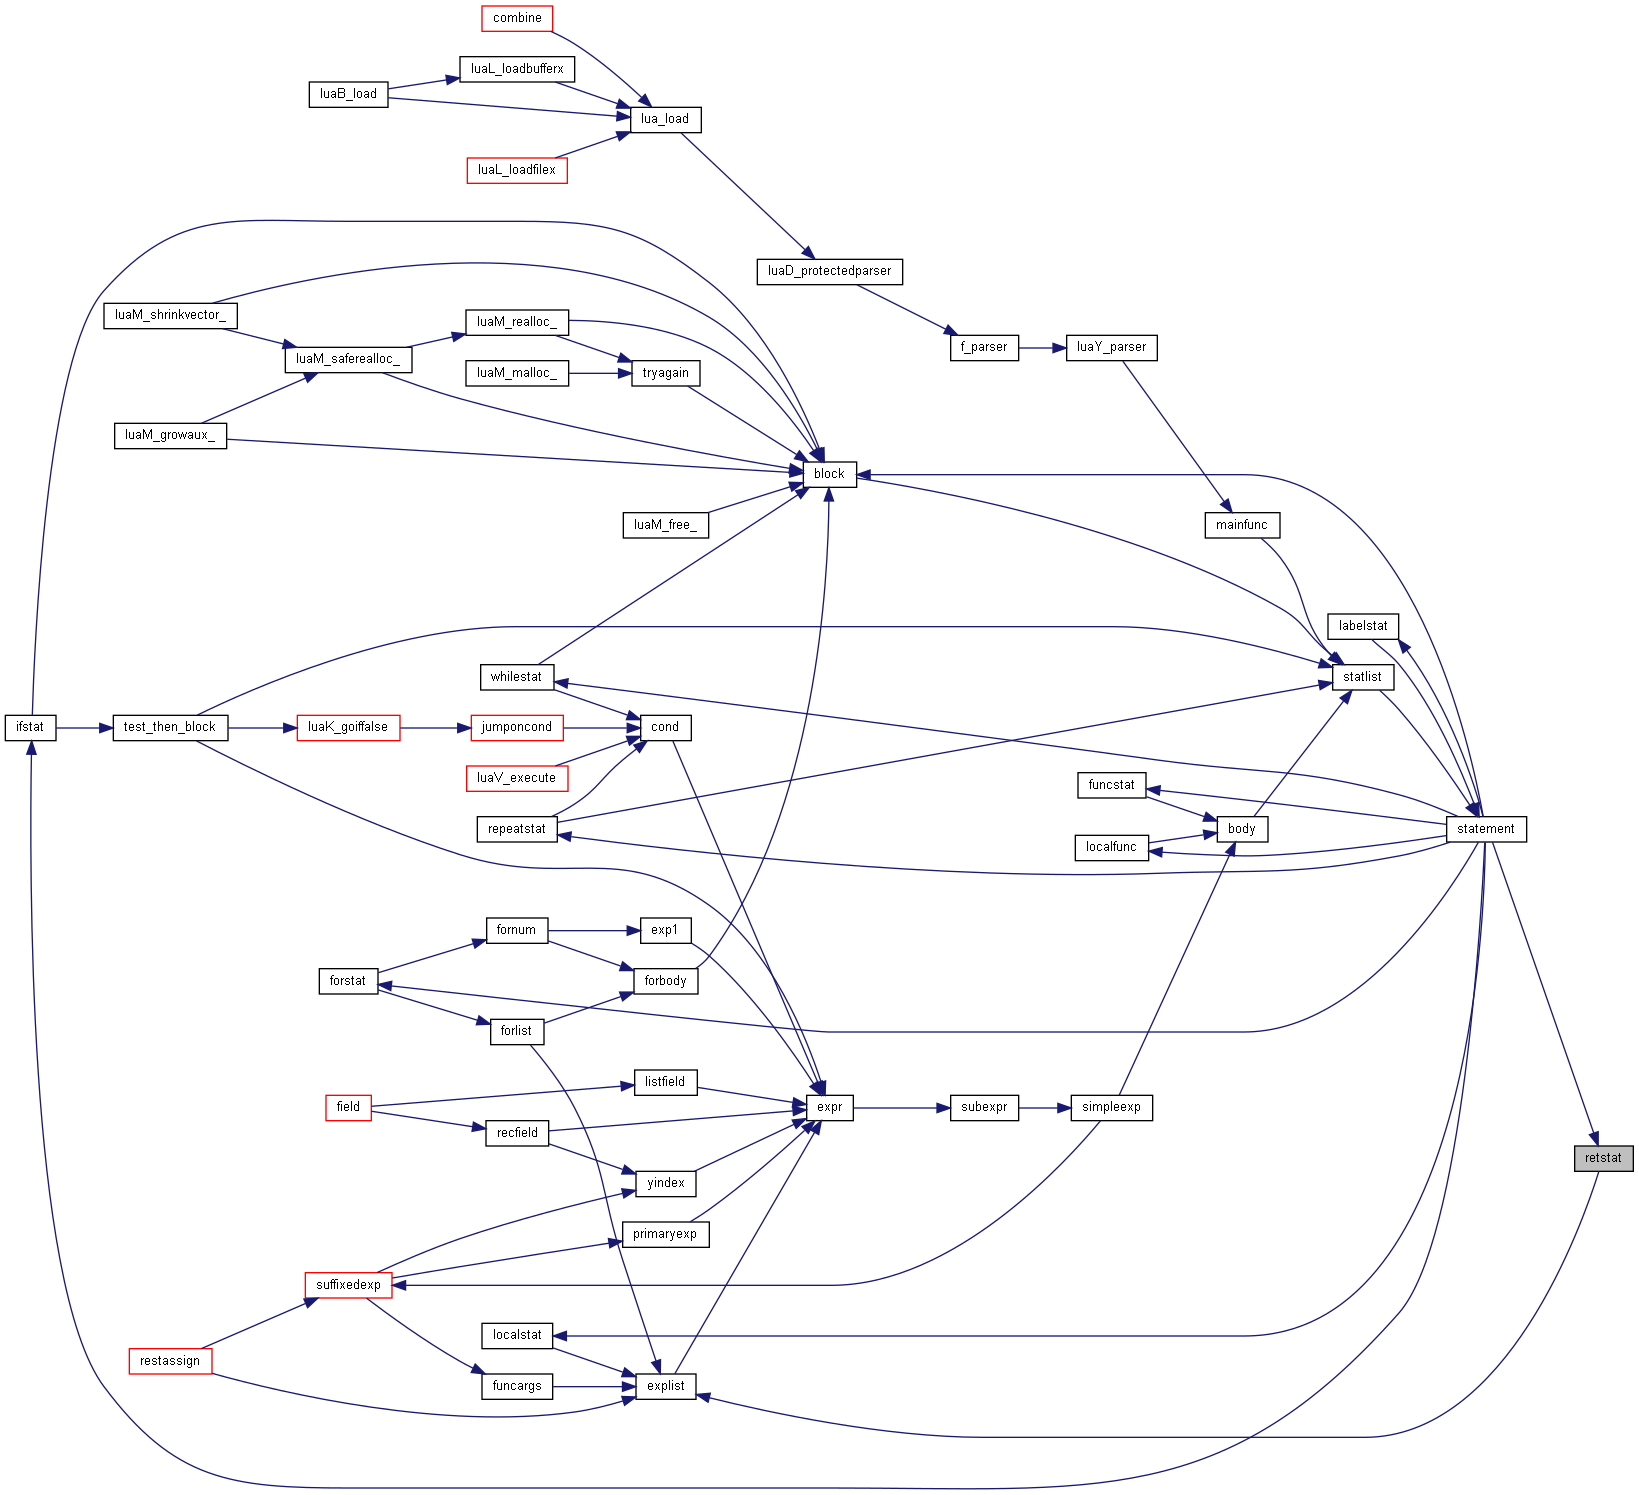 combine
luaL_loadbufferx
luaB_load
lua_load
luaL_loadfilex
luaD_protectedparser
luaM_shrinkvector_
luaM_realloc_
f_parser
luaY_parser
luaM_saferealloc_
luaM_malloc_
tryagain
luaM_growaux_
block
luaM_free_
mainfunc
labelstat
whilestat
statlist
ifstat
test_then_block
luaK_goiffalse
jumponcond
cond
luaV_execute
funcstat
repeatstat
body
statement
localfunc
fornum
exp1
forstat
forbody
forlist
listfield
field
expr
subexpr
simpleexp
recfield
retstat
yindex
primaryexp
suffixedexp
localstat
restassign
funcargs
explist